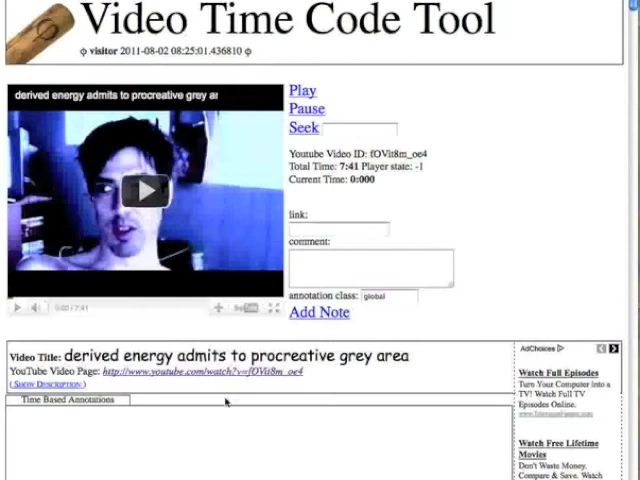 Video Time Code Tool
φ visitor 2011-08-02 08:25:01.436810 φ
derived energy admits to procreative grey ar
Play
Pause
Seek
Youtube Video ID: fOVit8m_oe4
Total Time: 7:41 Player state: -1
Current Time: 0:000
link:
comment:
annotation class: global
Add Note
0:00 / 7:41
Video Title: derived energy admits to procreative grey area
YouTube Video Page: http://www.youtube.com/watch?v=fOVit8m_oe4
( Show Description )
Time Based Annotations
AdChoices
Watch Full Episodes
Turn Your Computer into a
TV! Watch Full TV
Episodes Online.
Watch Free Lifetime
Movies
Don't Waste Money.
Compare & Save. Watch